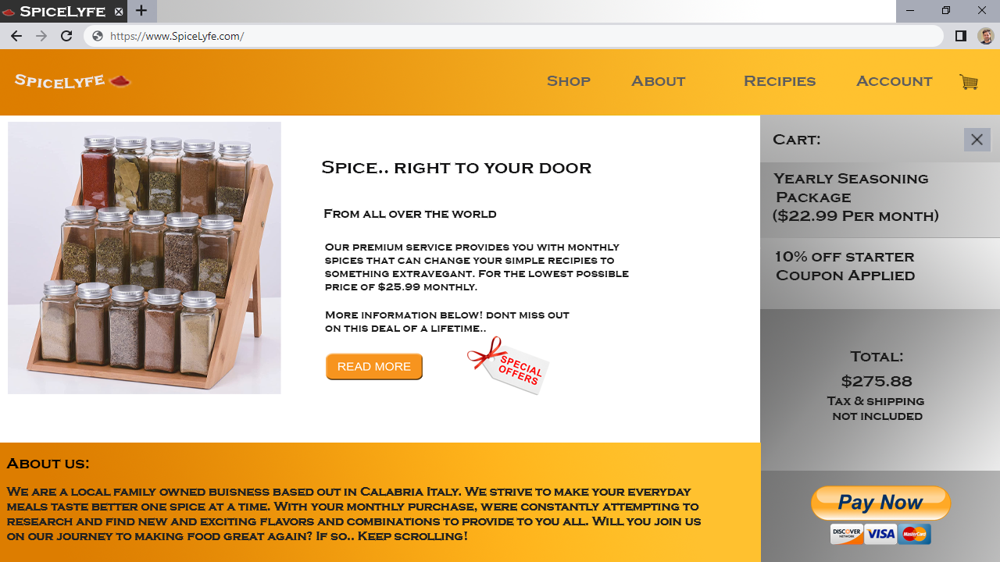 SpiceLyfe
https://www.SpiceLyfe.com/
SpiceLyfe
Shop
About
Recipies
Account
Spice.. right to your door
From all over the world
Our premium service provides you with monthly
spices that can change your simple recipies to
something extravegant. For the lowest possible
price of $25.99 monthly.
More information below! dont miss out
on this deal of a lifetime..
READ MORE
SPECIAL
OFFERS
Cart:
Yearly Seasoning
Package
($22.99 Per month)
10% off starter
Coupon Applied
Total:
$275.88
Tax & shipping
not included
Pay Now
DISCOVER
NETWORK
VISA
MasterCard
About us:
We are a local family owned buisness based out in Calabria Italy. We strive to make your everyday
meals taste better one spice at a time. With your monthly purchase, were constantly attempting to
research and find new and exciting flavors and combinations to provide to you all. Will you join us
on our journey to making food great again? If so.. Keep scrolling!